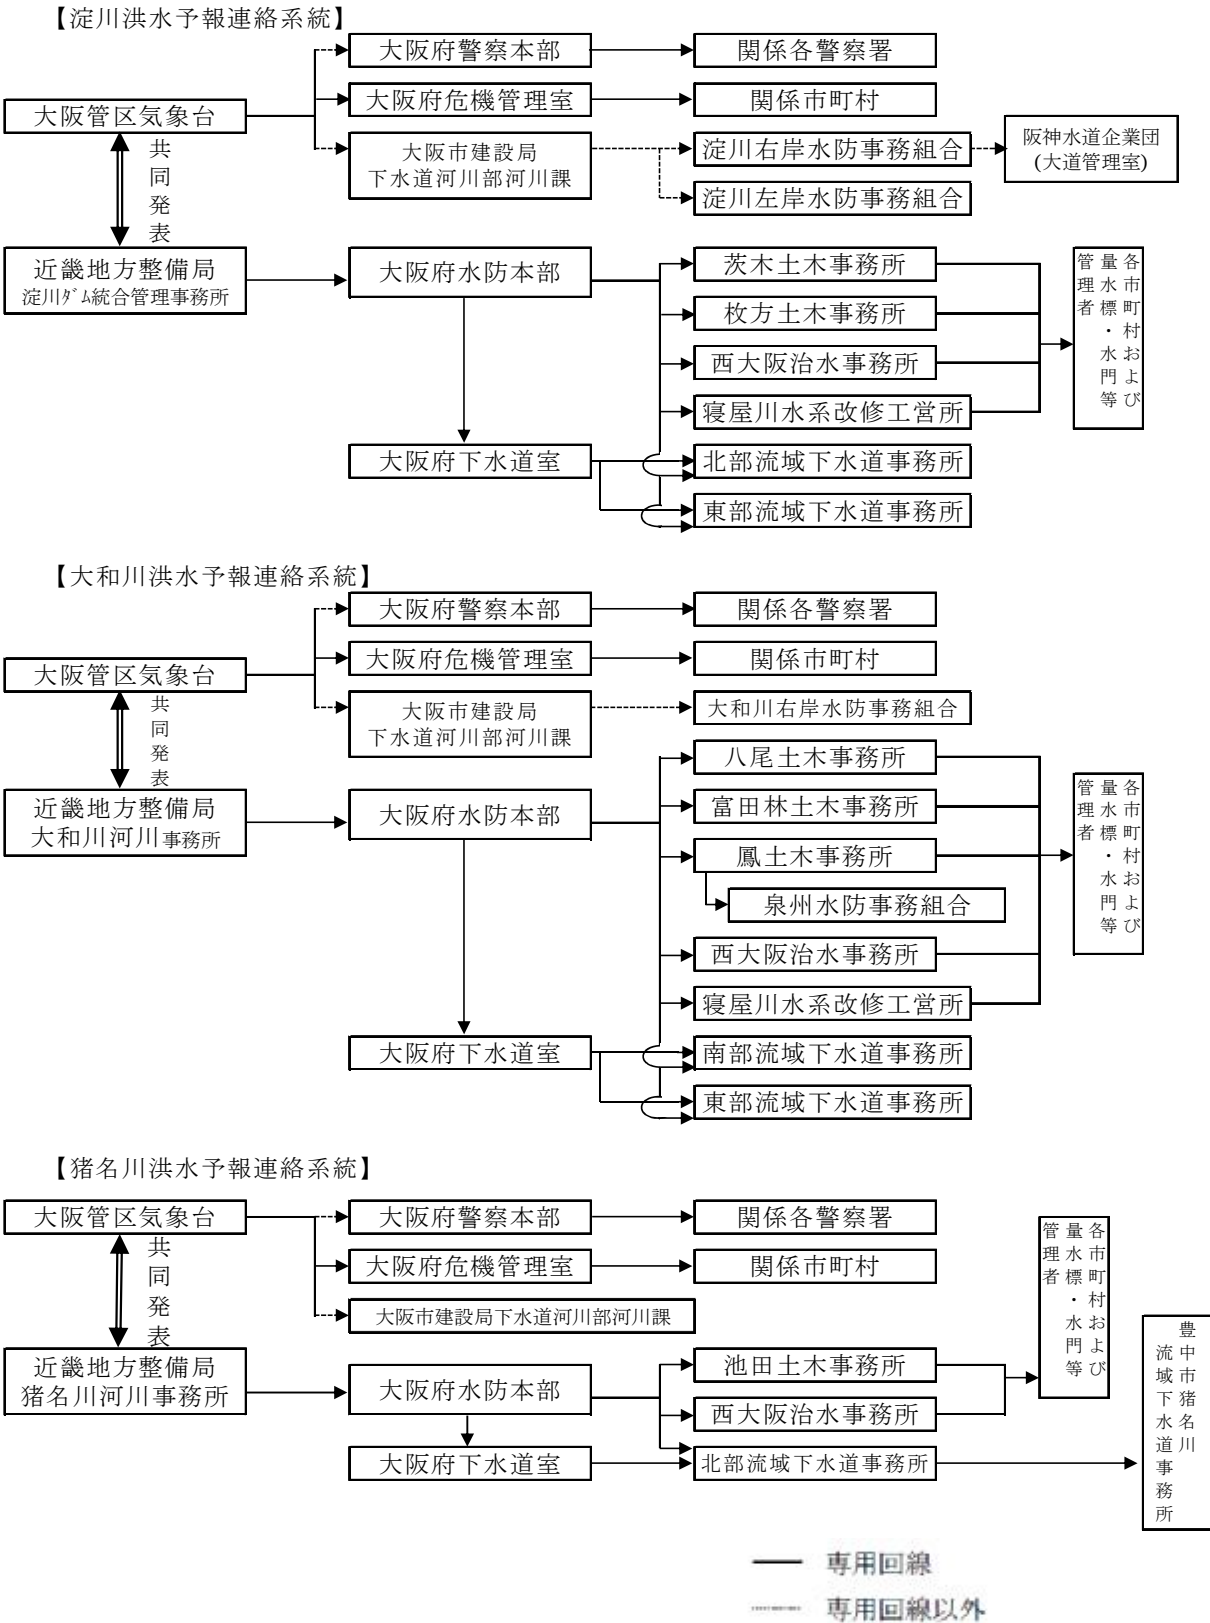 【淀川洪水予報連絡系統】
大阪府警察本部
関係各警察署
大阪管区気象台
大阪府危機管理室
関係市町村
共同発表
大阪市建設局
下水道河川部河川課
淀川右岸水防事務組合
阪神水道企業団
(大道管理室)
淀川左岸水防事務組合
近畿地方整備局
淀川ﾀﾞﾑ統合管理事務所
大阪府水防本部
茨木土木事務所
枚方土木事務所
西大阪治水事務所
寝屋川水系改修工営所
各市町村および
量水標・水門等
管理者
大阪府下水道室
北部流域下水道事務所
東部流域下水道事務所
【大和川洪水予報連絡系統】
大阪府警察本部
関係各警察署
大阪管区気象台
大阪府危機管理室
関係市町村
共同発表
大阪市建設局
下水道河川部河川課
大和川右岸水防事務組合
近畿地方整備局
大和川河川事務所
大阪府水防本部
八尾土木事務所
富田林土木事務所
鳳土木事務所
泉州水防事務組合
西大阪治水事務所
寝屋川水系改修工営所
各市町村および
量水標・水門等
管理者
大阪府下水道室
南部流域下水道事務所
東部流域下水道事務所
【猪名川洪水予報連絡系統】
大阪管区気象台
大阪府警察本部
関係各警察署
共同発表
大阪府危機管理室
関係市町村
大阪市建設局下水道河川部河川課
近畿地方整備局
猪名川河川事務所
大阪府水防本部
池田土木事務所
西大阪治水事務所
各市町村および
量水標・水門等
管理者
大阪府下水道室
北部流域下水道事務所
豊中市猪名川
流域下水道事務所
専用回線
専用回線以外